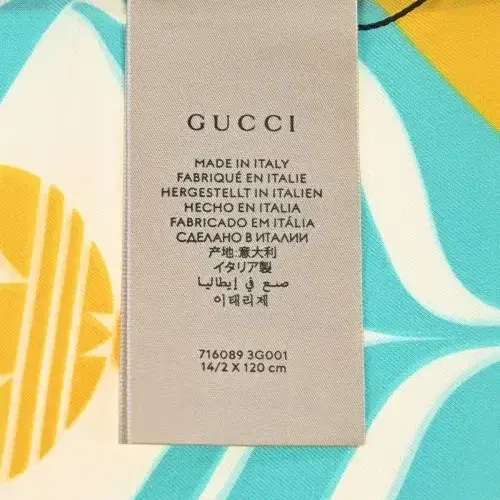 GUCCI
MADE IN ITALY
FABRIQUÉ EN ITALIE
HERGESTELLT IN ITALIEN
HECHO EN ITALIA
FABRICADO EM ITÁLIA
СДЕЛАНО В ИТАЛИИ
产地:意大利
イタリア製
صنع في إيطاليا
이태리제
716089 3G001
14/2 X 120 cm